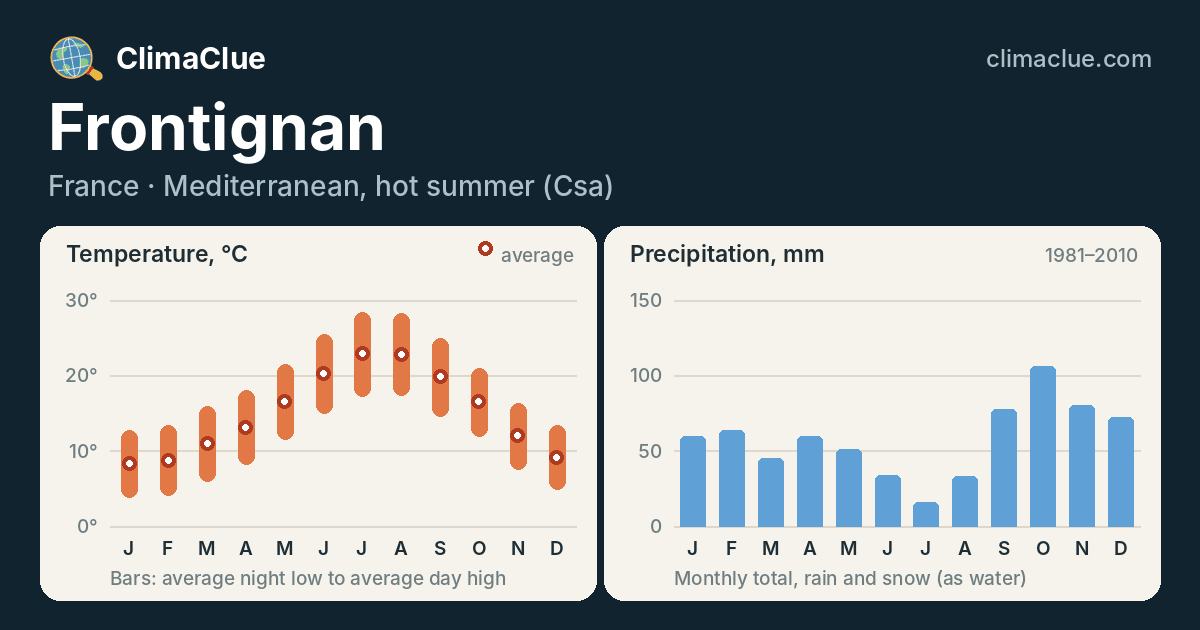 ClimaClue
climaclue.com
Frontignan
France · Mediterranean, hot summer (Csa)
Temperature, °C
average
30°
20°
10°
0°
J F M A M J J A S O N D
Bars: average night low to average day high
Precipitation, mm
1981–2010
150
100
50
0
J F M A M J J A S O N D
Monthly total, rain and snow (as water)